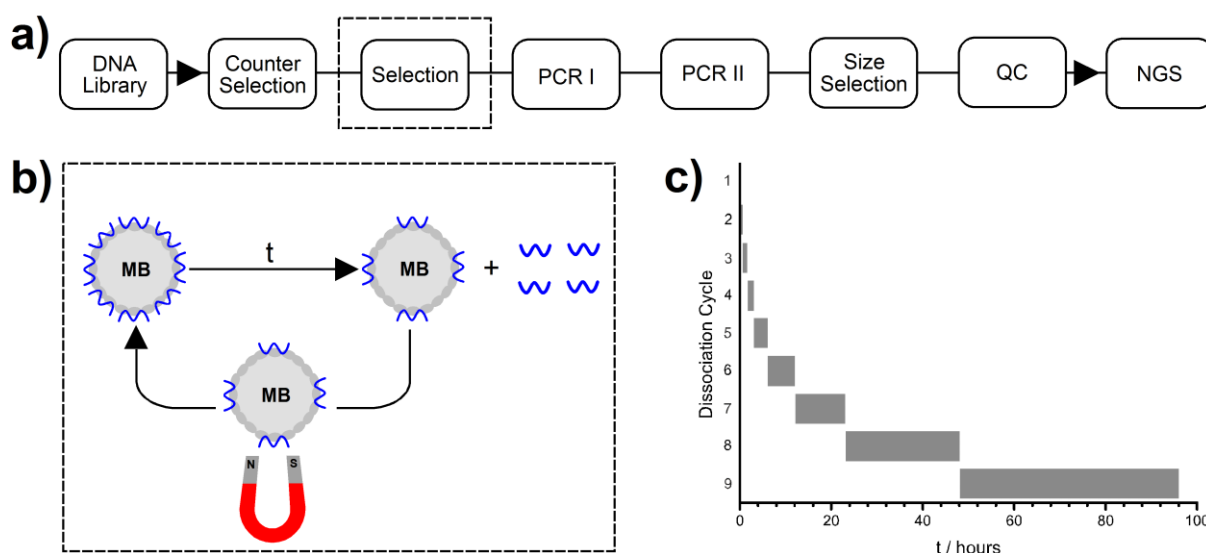 a)
DNA
Library
Counter
Selection
Selection
PCR I
PCR II
Size
Selection
QC
NGS
b)
MB
t
MB
+
MB
N S
c)
Dissociation Cycle
1
2
3
4
5
6
7
8
9
0 20 40 60 80 100
t / hours